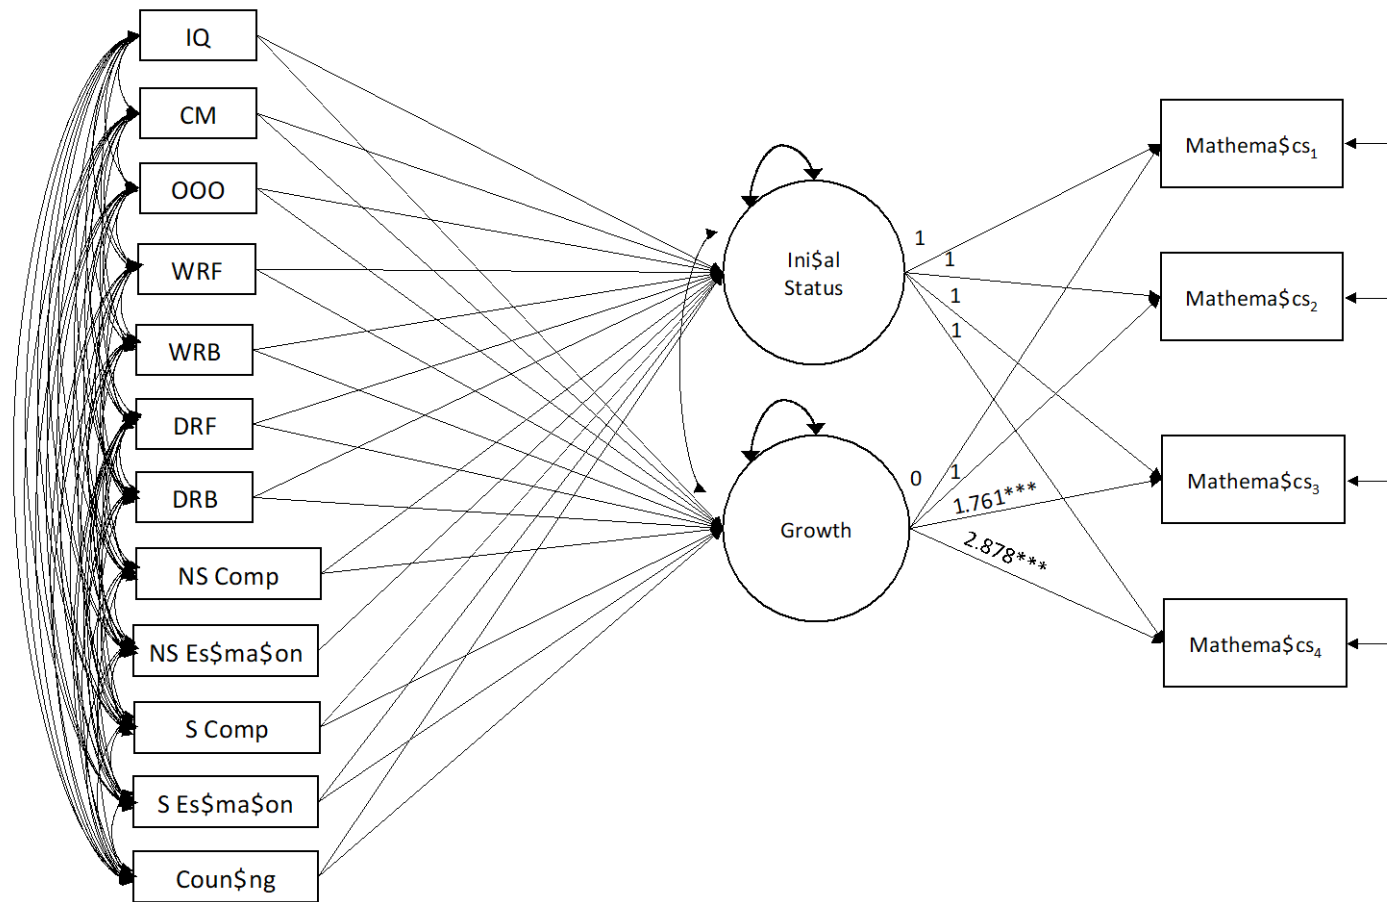 IQ
CM
OOO
WRF
WRB
DRF
DRB
NS Comp
NS Es$ma$on
S Comp
S Es$ma$on
Coun$ng
Ini$al
Status
Growth
1
1
1
1
0
1
1.761***
2.878***
Mathema$cs₁
Mathema$cs₂
Mathema$cs₃
Mathema$cs₄